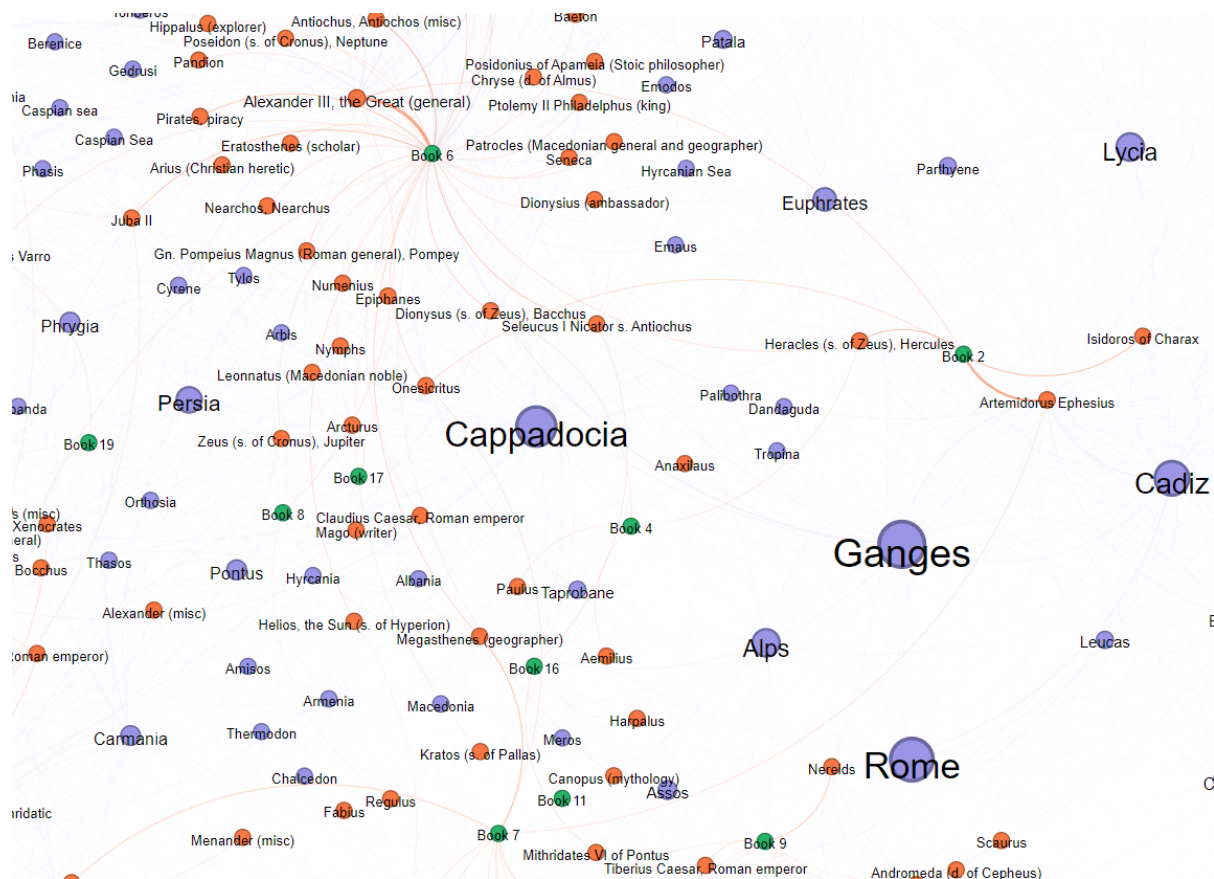 Hippalus (explorer)
Antiochus, Antiochos (misc)
Baeton
Berenice
Poseidon (s. of Cronus), Neptune
Patala
Gedrusi
Pandion
Posidonius of Apameia (Stoic philosopher)
Chryse (d. of Almus)
Emodos
Caspian sea
Alexander III, the Great (general)
Ptolemy II Philadelphus (king)
Pirates, piracy
Caspian Sea
Eratosthenes (scholar)
Patrocles (Macedonian general and geographer)
Lycia
Book 6
Seneca
Phasis
Arius (Christian heretic)
Hyrcanian Sea
Parthyene
Nearchos, Nearchus
Dionysius (ambassador)
Euphrates
Juba II
Emaus
s Varro
Gn. Pompeius Magnus (Roman general), Pompey
Tylos
Cyrene
Numenius
Epiphanes
Dionysus (s. of Zeus), Bacchus
Phrygia
Seleucus I Nicator s. Antiochus
Arbis
Heracles (s. of Zeus), Hercules
Isidoros of Charax
Nymphs
Book 2
Leonnatus (Macedonian noble)
Onesicritus
Palibothra
Persia
Artemidorus Ephesius
Dandaguda
Cappadocia
Book 19
Zeus (s. of Cronus), Jupiter
Arcturus
Tropina
Anaxilaus
Book 17
Cadiz
Orthosia
's (misc)
Book 8
Claudius Caesar, Roman emperor
Xenocrates
Mago (writer)
Book 4
eral)
Ganges
Thasos
Bocchus
Pontus
Hyrcania
Albania
Paulus
Taprobane
Alexander (misc)
Helios, the Sun (s. of Hyperion)
Megasthenes (geographer)
Alps
Leucas
Roman emperor)
Aemilius
Amisos
Book 16
Armenia
Macedonia
Harpalus
Carmania
Thermodon
Meros
Kratos (s. of Pallas)
Rome
Nerelds
Chalcedon
Canopus (mythology)
Assos
Regulus
Book 11
hridatic
Fabius
Menander (misc)
Book 7
Book 9
Scaurus
Mithridates VI of Pontus
Tiberius Caesar, Roman emperor
Andromeda (d. of Cepheus)